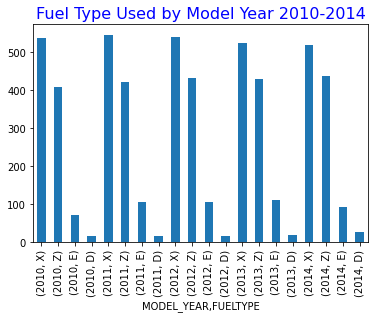 Fuel Type Used by Model Year 2010-2014
500
400
300
200
100
0
(2010, X)
(2010, Z)
(2010, E)
(2010, D)
(2011, X)
(2011, Z)
(2011, E)
(2011, D)
(2012, X)
(2012, Z)
(2012, E)
(2012, D)
(2013, X)
(2013, Z)
(2013, E)
(2013, D)
(2014, X)
(2014, Z)
(2014, E)
(2014, D)
MODEL_YEAR,FUELTYPE